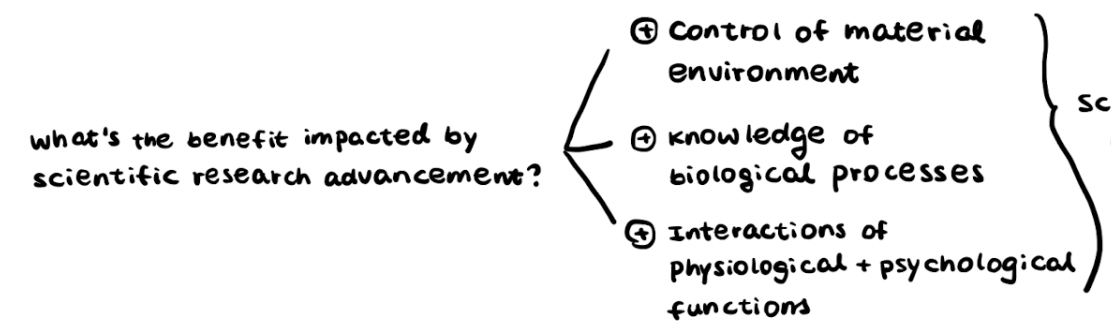 what's the benefit impacted by
scientific research advancement?
⊕ Control of material
environment
⊕ Knowledge of
biological processes
⊕ Interactions of
physiological + psychological
functions
sc